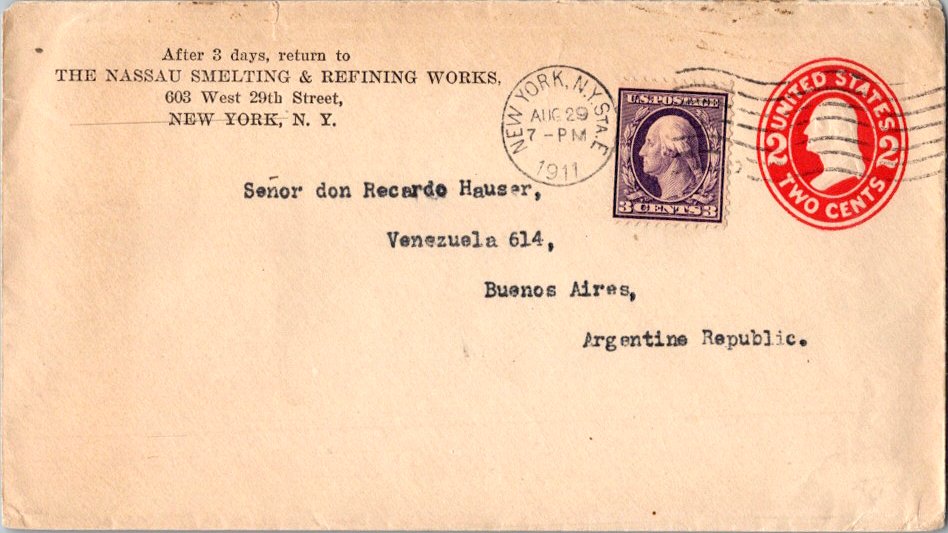 After 3 days, return to
THE NASSAU SMELTING & REFINING WORKS,
603 West 29th Street,
NEW YORK, N. Y.
NEW YORK, N.Y. STA. E
AUG 29
7 - PM
1911
U.S. POSTAGE
3 CENTS 3
UNITED STATES
2 2
TWO CENTS
Señor don Recardo Hauser,
Venezuela 614,
Buenos Aires,
Argentine Republic.